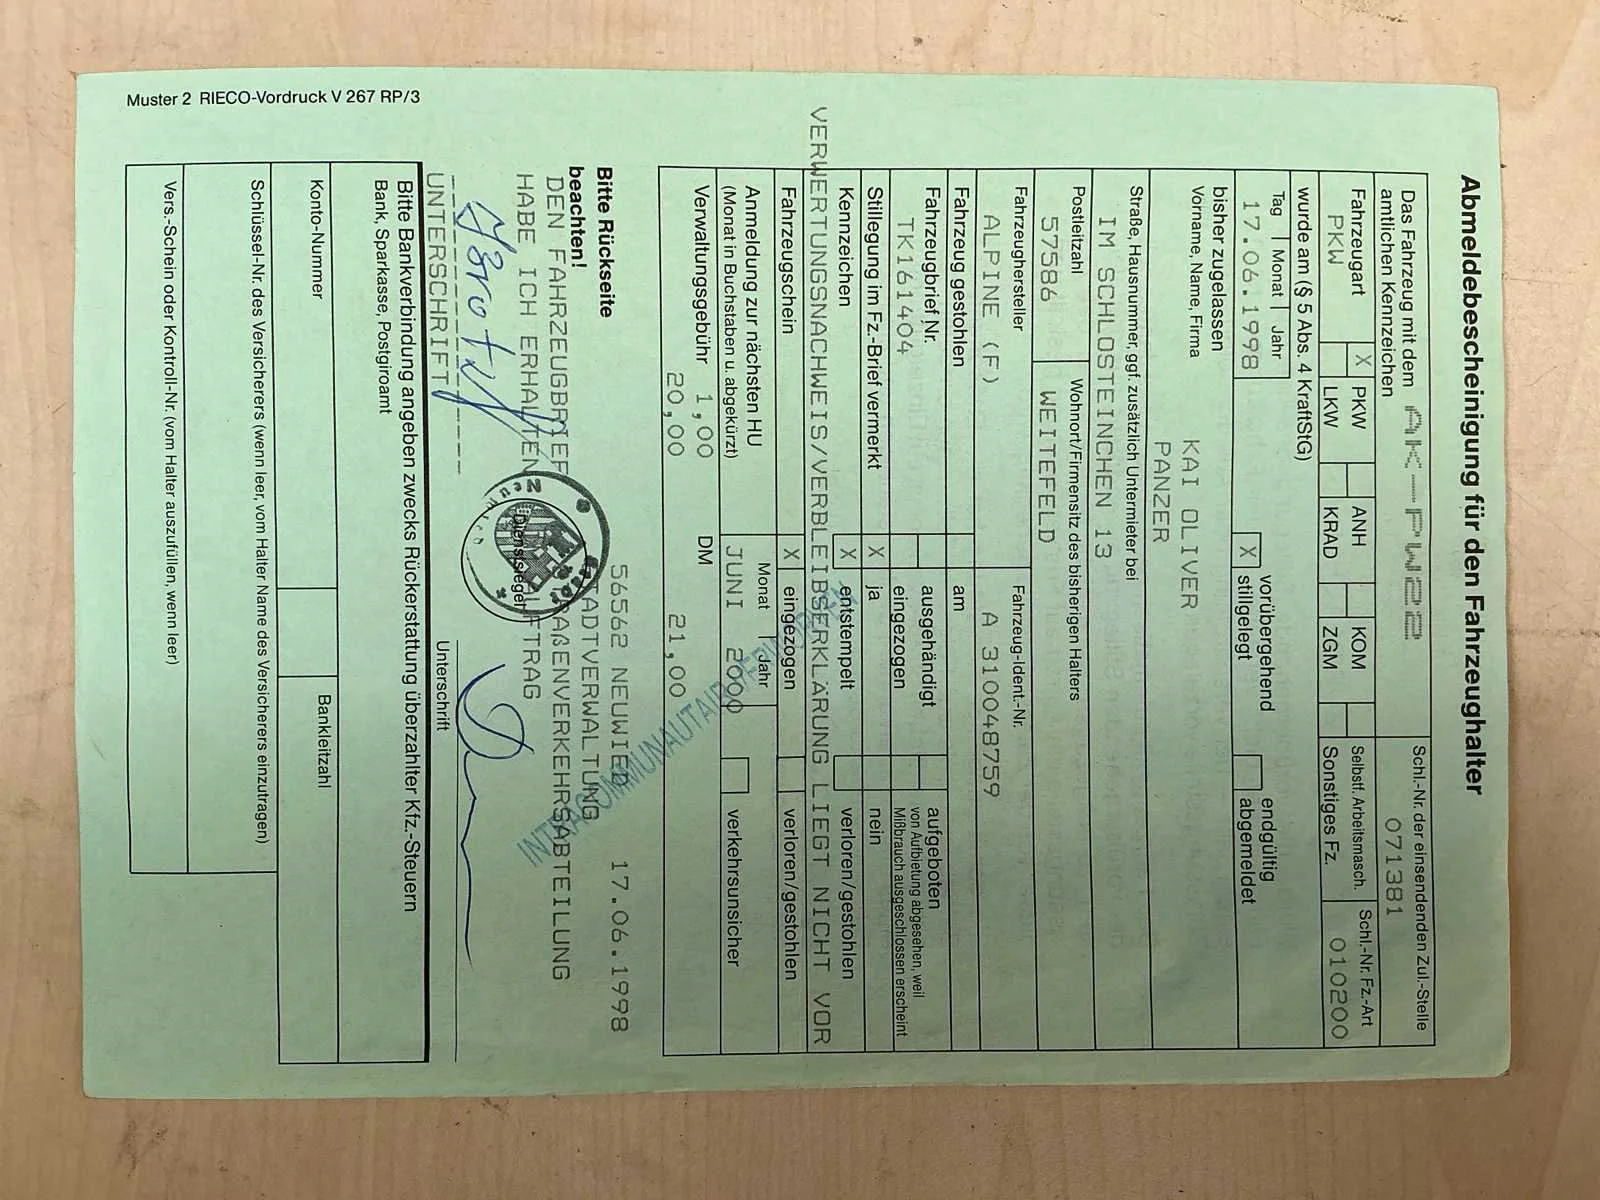 Abmeldebescheinigung für den Fahrzeughalter
Das Fahrzeug mit dem amtlichen Kennzeichen
AK-PW22
Schl.-Nr. der einsendenden Zul.-Stelle
071381
Fahrzeugart
PKW
X PKW
LKW
ANH
KRAD
KOM
ZGM
Selbstf. Arbeitsmasch.
Sonstiges Fz.
Schl.-Nr. Fz.-Art
010200
wurde am (§ 5 Abs. 4 KraftStG)
Tag Monat Jahr
17.06.1998
X vorübergehend stillgelegt
endgültig abgemeldet
bisher zugelassen
Vorname, Name, Firma
KAI OLIVER
PANZER
Straße, Hausnummer, ggf. zusätzlich Untermieter bei
IM SCHLOSTEINCHEN 13
Postleitzahl
57586
Wohnort/Firmensitz des bisherigen Halters
WEITEFELD
Fahrzeughersteller
ALPINE (F)
Fahrzeug-Ident.-Nr.
A 310048759
Fahrzeug gestohlen
am
Fahrzeugbrief Nr.
TK161404
ausgehändigt
eingezogen
aufgeboten
von Aufbietung abgesehen, weil
Mißbrauch ausgeschlossen erscheint
Stillegung im Fz.-Brief vermerkt
X ja
nein
Kennzeichen
X entstempelt
verloren/gestohlen
VERWERTUNGSNACHWEIS/VERBLEIBSERKLÄRUNG LIEGT NICHT VOR
Fahrzeugschein
X eingezogen
verloren/gestohlen
Anmeldung zur nächsten HU
(Monat in Buchstaben u. abgekürzt)
Monat Jahr
JUNI 2000
verkehrsunsicher
Verwaltungsgebühr 1,00 DM
20,00 21,00
INTRACOMMUNAUTAIR
Bitte Rückseite
beachten!
56562 NEUWIED 17.06.1998
STADTVERWALTUNG
DEN FAHRZEUGBRIEF
STRAßENVERKEHRSABTEILUNG
HABE ICH ERHALTEN
Dienstsiegel
UNTERSCHRIFT
Unterschrift
Bitte Bankverbindung angeben zwecks Rückerstattung überzahlter Kfz.-Steuern
Bank, Sparkasse, Postgiroamt
Konto-Nummer
Bankleitzahl
Schlüssel-Nr. des Versicherers (wenn leer, vom Halter Name des Versicherers einzutragen)
Vers.-Schein oder Kontroll-Nr. (vom Halter auszufüllen, wenn leer)
Muster 2 RIECO-Vordruck V 267 RP/3